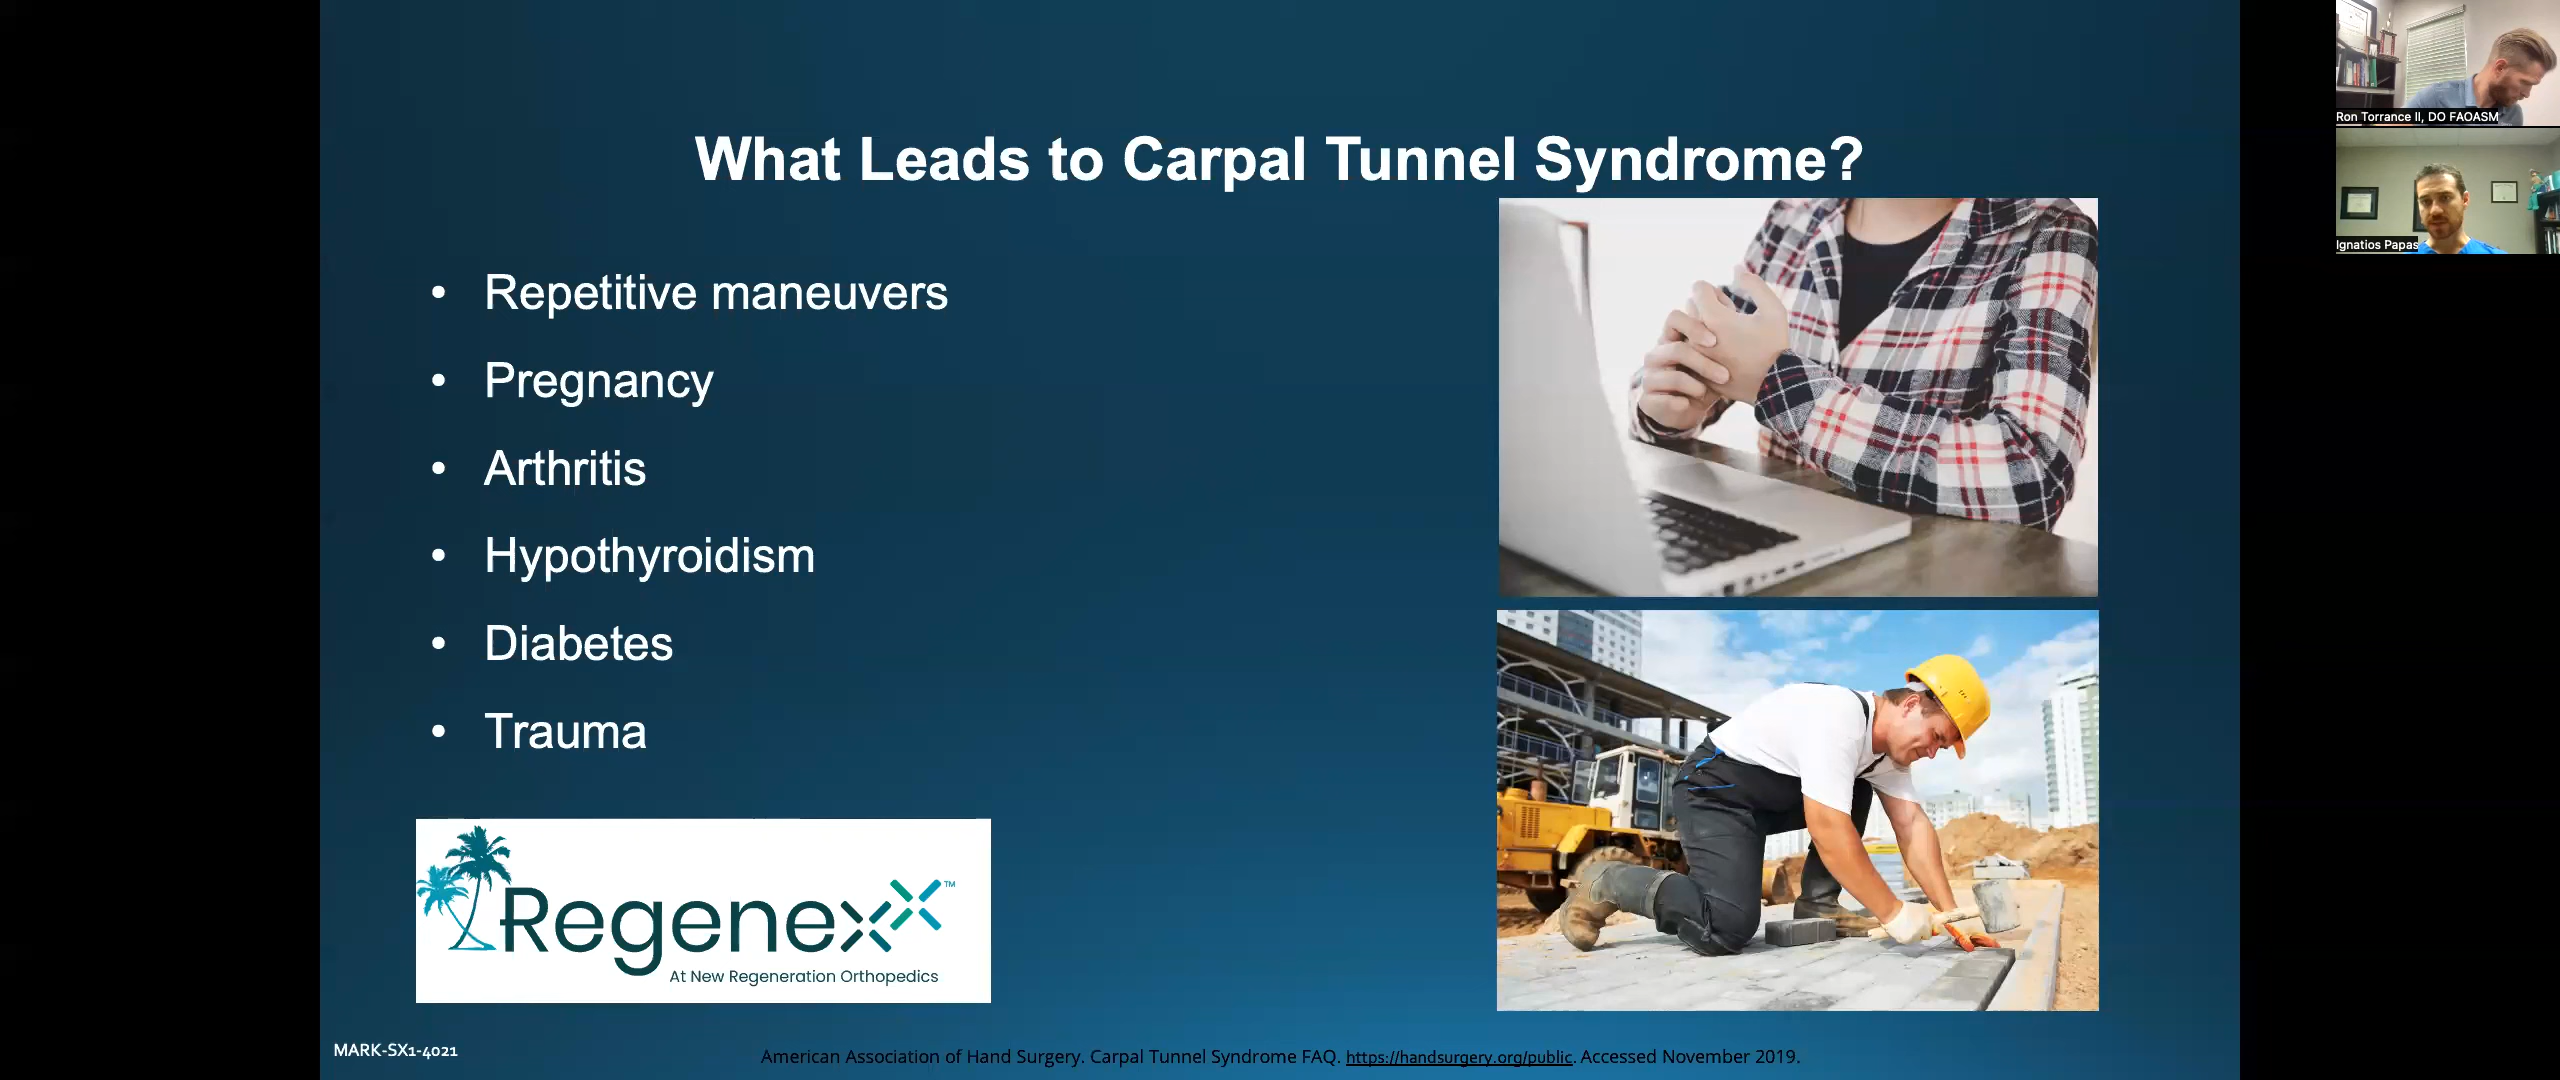 What Leads to Carpal Tunnel Syndrome?
• Repetitive maneuvers
• Pregnancy
• Arthritis
• Hypothyroidism
• Diabetes
• Trauma
Regenexx™
At New Regeneration Orthopedics
MARK-SX1-4021
American Association of Hand Surgery. Carpal Tunnel Syndrome FAQ. https://handsurgery.org/public. Accessed November 2019.
Ron Torrance II, DO FAOASM
Ignatios Papas